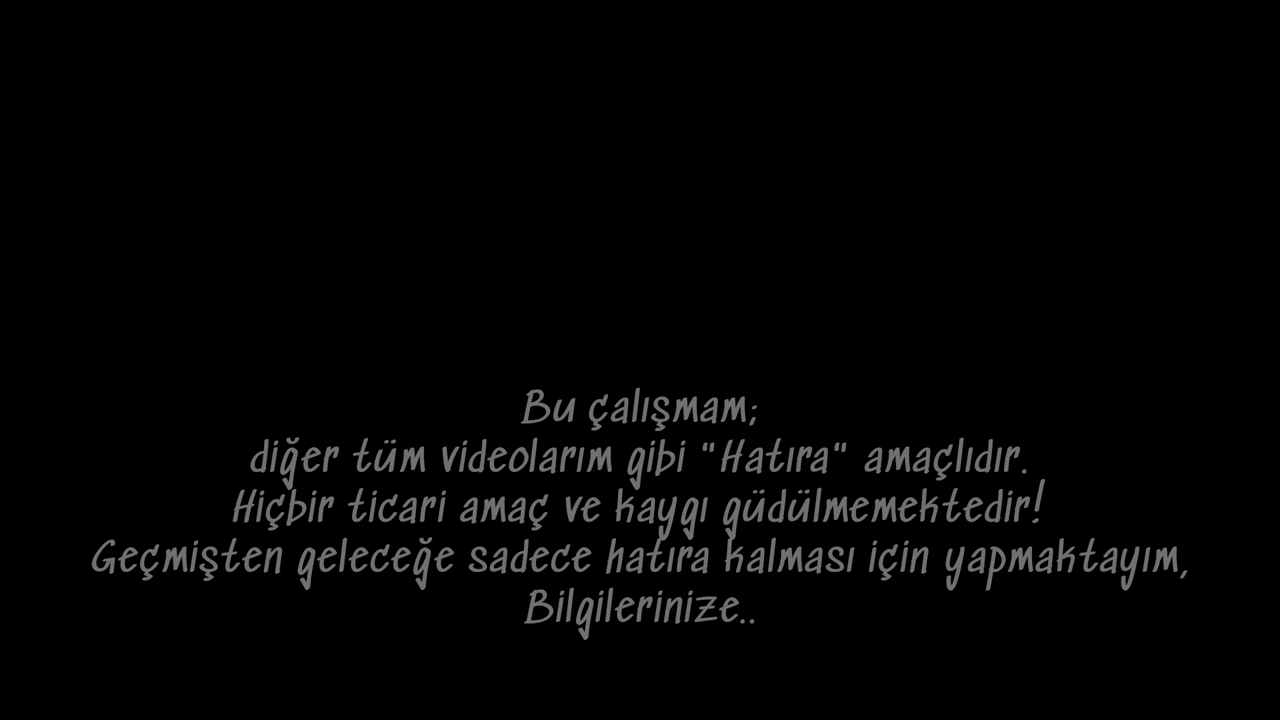 Bu çalışmam;
diğer tüm videolarım gibi "Hatıra" amaçlıdır.
Hiçbir ticari amaç ve kaygı güdülmemektedir!
Geçmişten geleceğe sadece hatıra kalması için yapmaktayım,
Bilgilerinize..